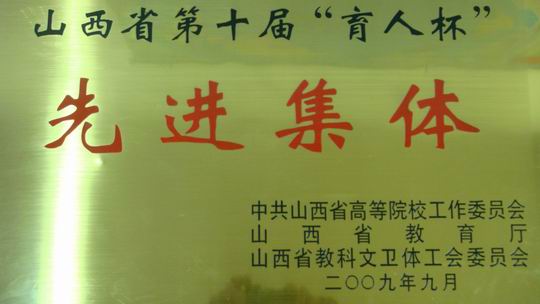 山西省第十届“育人杯”
先进集体
中共山西省高等院校工作委员会
山西省教育厅
山西省教科文卫体工会委员会
二〇〇九年九月